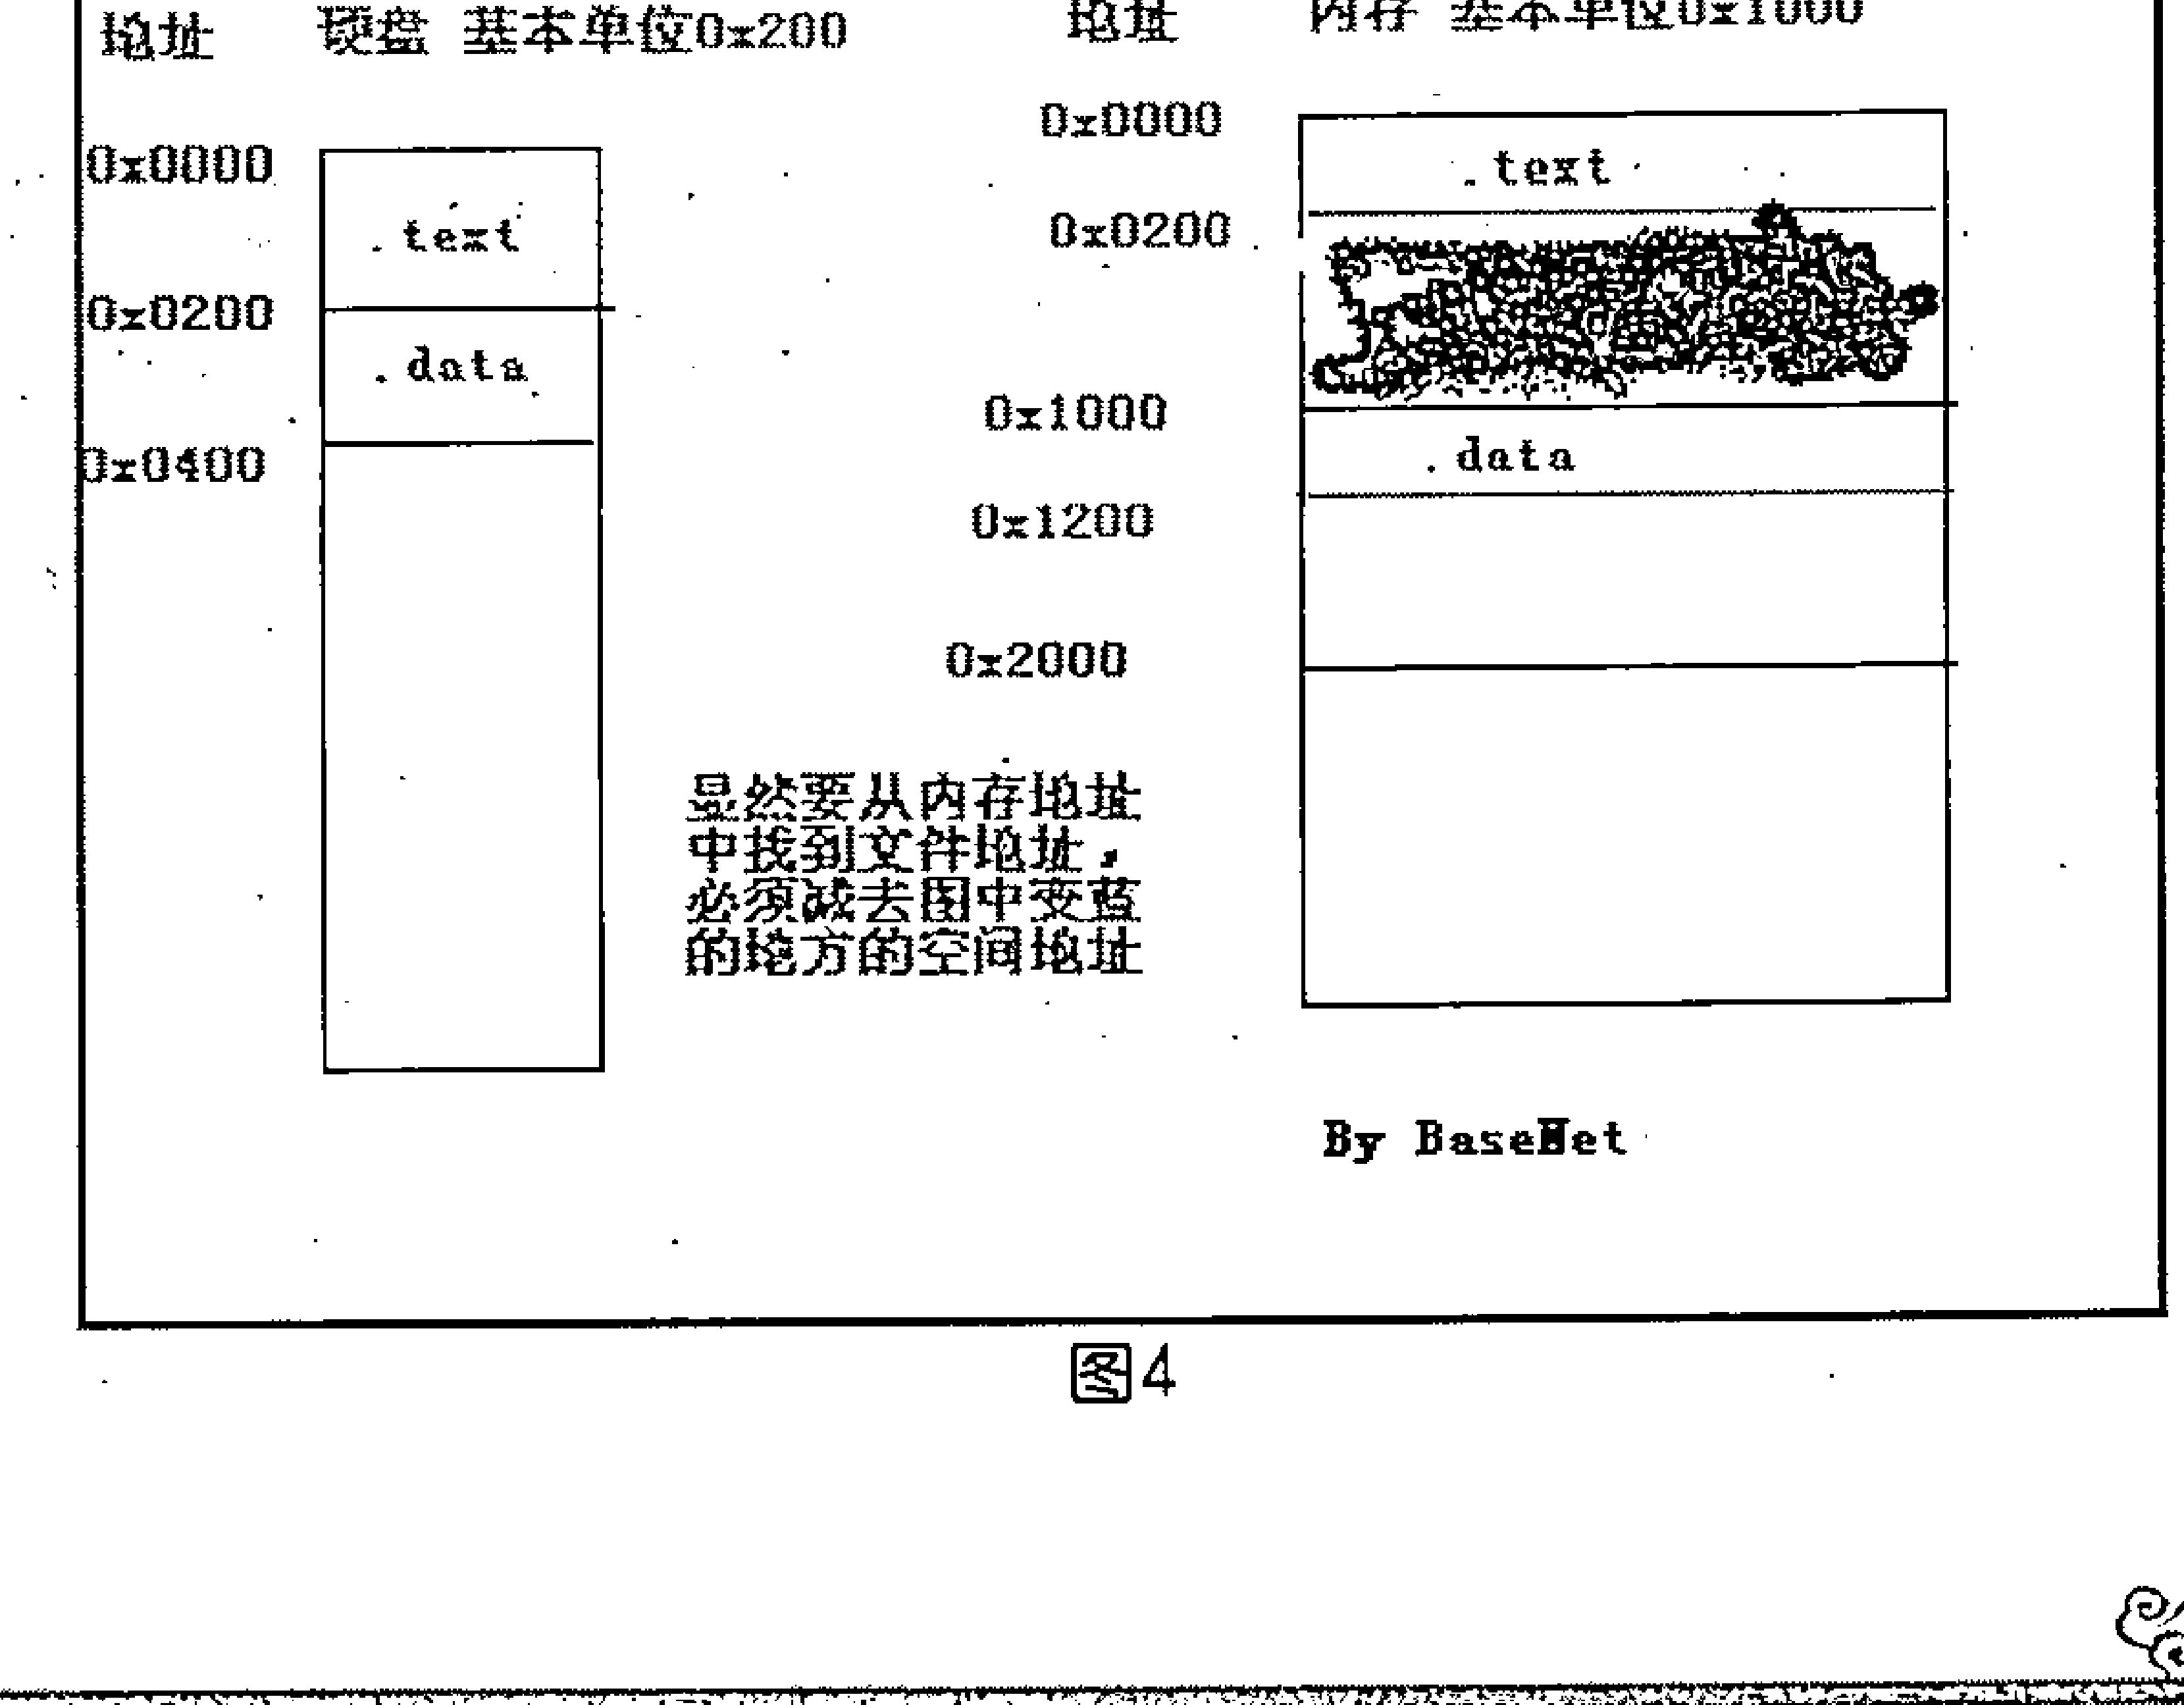 地址 硬盘 基本单位0x200
地址 内存 基本单位0x1000
0x0000
.text
0x0200
.data
0x0400
0x0000
.text
0x0200
0x1000
.data
0x1200
0x2000
显然要从内存地址
中找到文件地址，
必须减去图中变蓝
的地方的空间地址
By BaseNet
图4